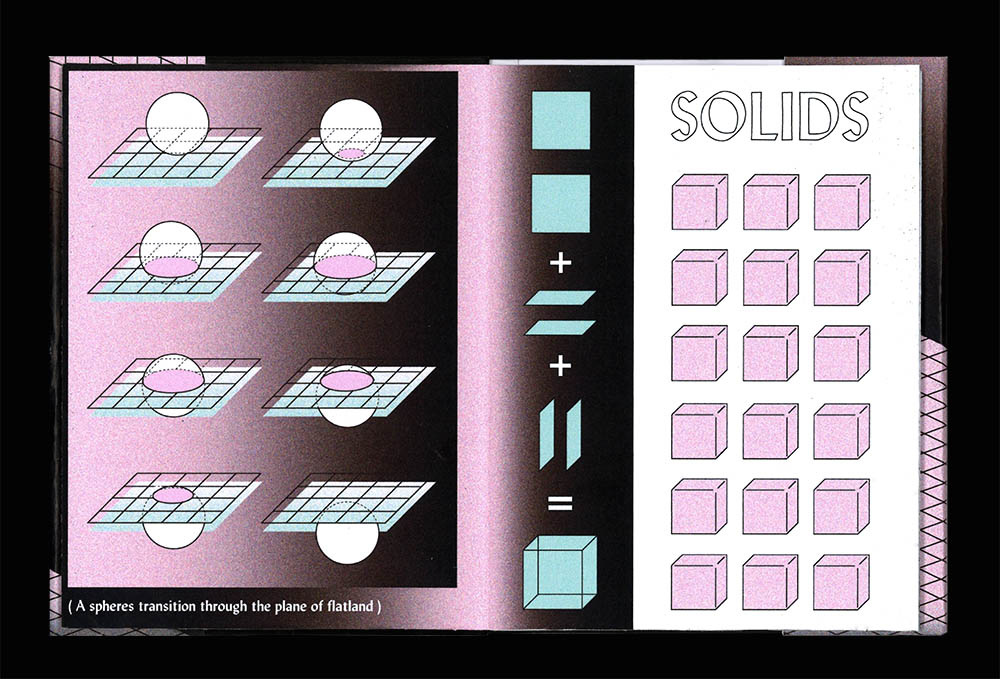 SOLIDS
+
+
=
( A spheres transition through the plane of flatland )